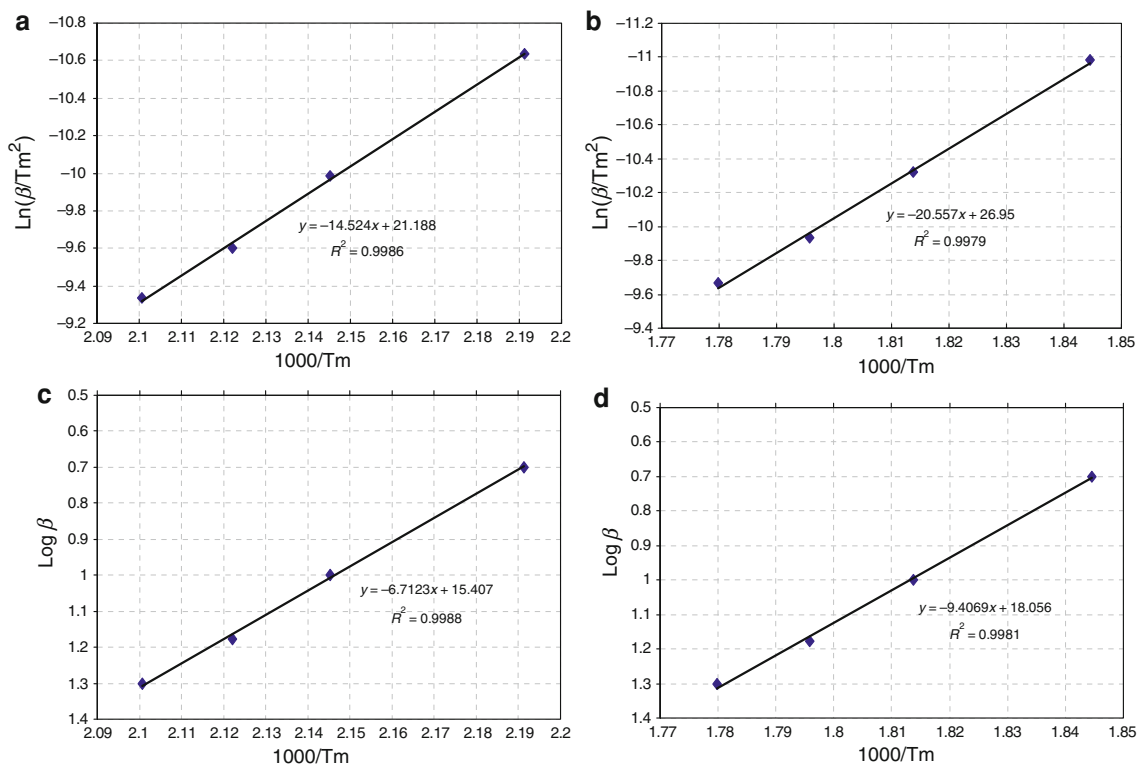 a
−10.8
−10.6
−10.4
−10.2
−10
−9.8
−9.6
−9.4
−9.2
Ln(β/Tm²)
y = −14.524x + 21.188
R² = 0.9986
2.09 2.1 2.11 2.12 2.13 2.14 2.15 2.16 2.17 2.18 2.19 2.2
1000/Tm
b
−11.2
−11
−10.8
−10.6
−10.4
−10.2
−10
−9.8
−9.6
−9.4
Ln(β/Tm²)
y = −20.557x + 26.95
R² = 0.9979
1.77 1.78 1.79 1.8 1.81 1.82 1.83 1.84 1.85
1000/Tm
c
0.5
0.6
0.7
0.8
0.9
1
1.1
1.2
1.3
1.4
Log β
y = −6.7123x + 15.407
R² = 0.9988
2.09 2.1 2.11 2.12 2.13 2.14 2.15 2.16 2.17 2.18 2.19 2.2
1000/Tm
d
0.5
0.6
0.7
0.8
0.9
1
1.1
1.2
1.3
1.4
Log β
y = −9.4069x + 18.056
R² = 0.9981
1.77 1.78 1.79 1.8 1.81 1.82 1.83 1.84 1.85
1000/Tm